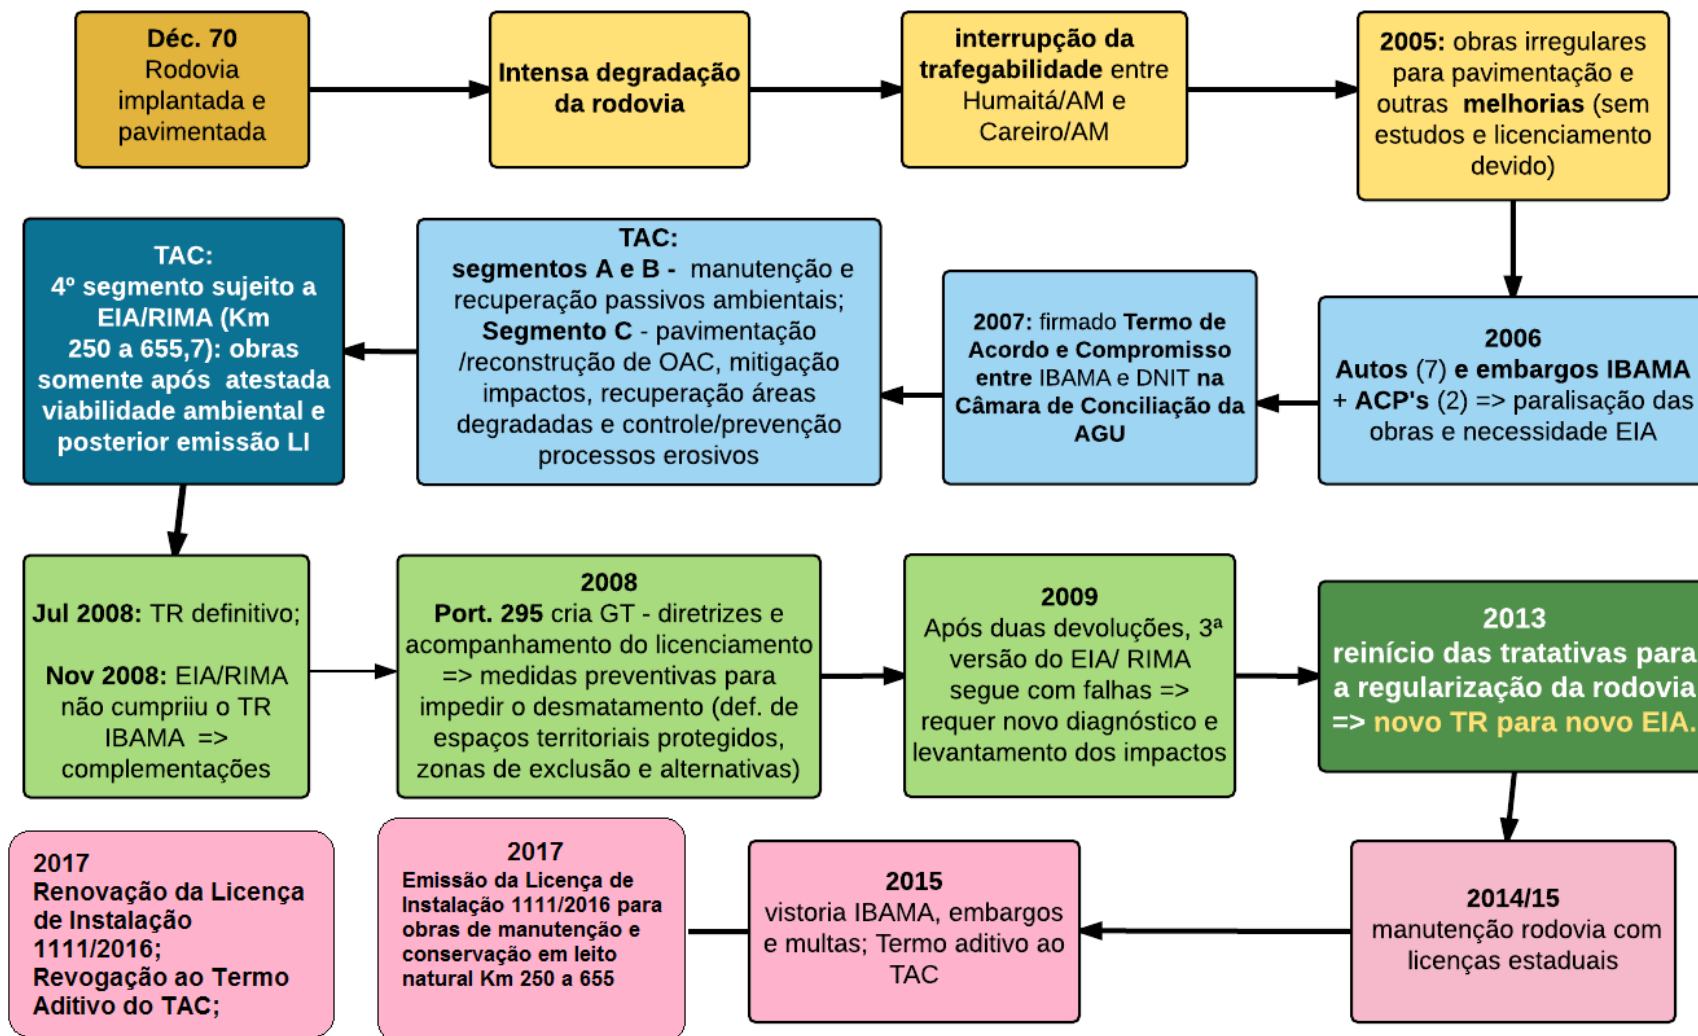 Déc. 70
Rodovia
implantada e
pavimentada
Intensa degradação
da rodovia
interrupção da
trafegabilidade entre
Humaitá/AM e
Careiro/AM
2005: obras irregulares
para pavimentação e
outras melhorias (sem
estudos e licenciamento
devido)
2006
Autos (7) e embargos IBAMA
+ ACP's (2) => paralisação das
obras e necessidade EIA
2007: firmado Termo de
Acordo e Compromisso
entre IBAMA e DNIT na
Câmara de Conciliação da
AGU
TAC:
segmentos A e B - manutenção e
recuperação passivos ambientais;
Segmento C - pavimentação
/reconstrução de OAC, mitigação
impactos, recuperação áreas
degradadas e controle/prevenção
processos erosivos
TAC:
4º segmento sujeito a
EIA/RIMA (Km
250 a 655,7): obras
somente após atestada
viabilidade ambiental e
posterior emissão LI
Jul 2008: TR definitivo;
Nov 2008: EIA/RIMA
não cumpriiu o TR
IBAMA =>
complementações
2008
Port. 295 cria GT - diretrizes e
acompanhamento do licenciamento
=> medidas preventivas para
impedir o desmatamento (def. de
espaços territoriais protegidos,
zonas de exclusão e alternativas)
2009
Após duas devoluções, 3ª
versão do EIA/ RIMA
segue com falhas =>
requer novo diagnóstico e
levantamento dos impactos
2013
reinício das tratativas para
a regularização da rodovia
=> novo TR para novo EIA.
2014/15
manutenção rodovia com
licenças estaduais
2015
vistoria IBAMA, embargos
e multas; Termo aditivo ao
TAC
2017
Emissão da Licença de
Instalação 1111/2016 para
obras de manutenção e
conservação em leito
natural Km 250 a 655
2017
Renovação da Licença
de Instalação
1111/2016;
Revogação ao Termo
Aditivo do TAC;